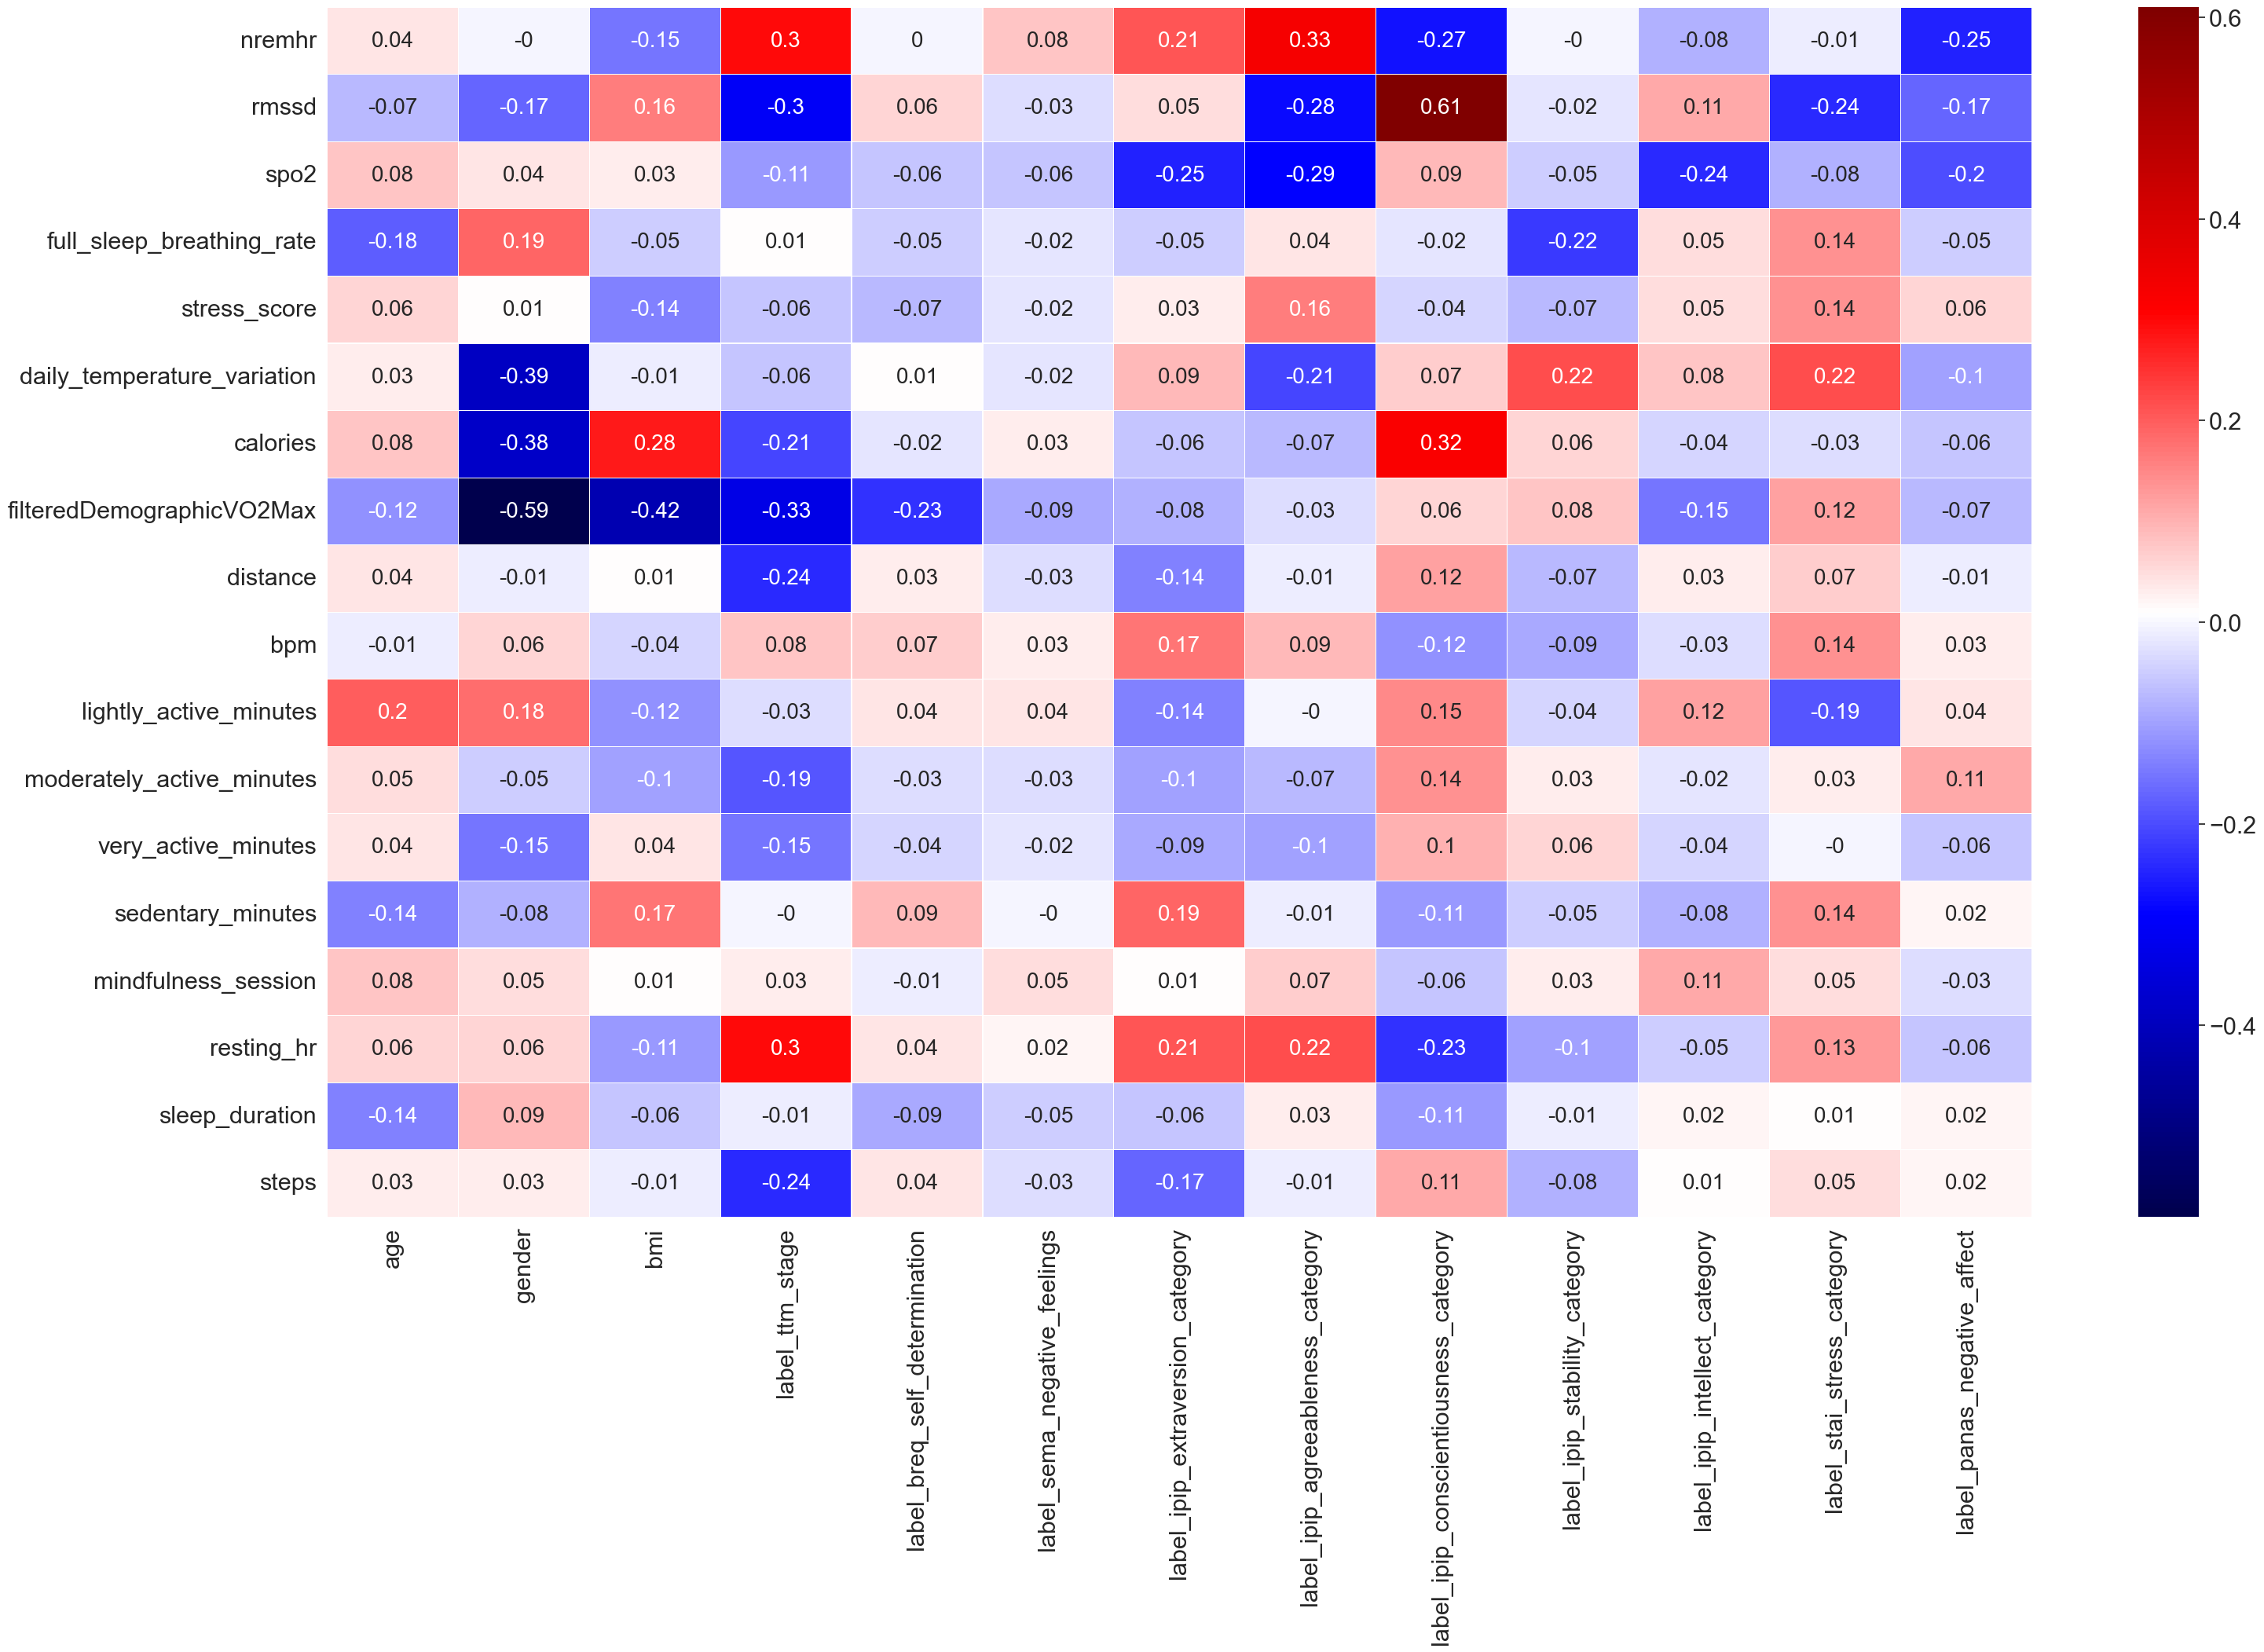 nremhr 0.04 -0 -0.15 0.3 0 0.08 0.21 0.33 -0.27 -0 -0.08 -0.01 -0.25
rmssd -0.07 -0.17 0.16 -0.3 0.06 -0.03 0.05 -0.28 0.61 -0.02 0.11 -0.24 -0.17
spo2 0.08 0.04 0.03 -0.11 -0.06 -0.06 -0.25 -0.29 0.09 -0.05 -0.24 -0.08 -0.2
full_sleep_breathing_rate -0.18 0.19 -0.05 0.01 -0.05 -0.02 -0.05 0.04 -0.02 -0.22 0.05 0.14 -0.05
stress_score 0.06 0.01 -0.14 -0.06 -0.07 -0.02 0.03 0.16 -0.04 -0.07 0.05 0.14 0.06
daily_temperature_variation 0.03 -0.39 -0.01 -0.06 0.01 -0.02 0.09 -0.21 0.07 0.22 0.08 0.22 -0.1
calories 0.08 -0.38 0.28 -0.21 -0.02 0.03 -0.06 -0.07 0.32 0.06 -0.04 -0.03 -0.06
filteredDemographicVO2Max -0.12 -0.59 -0.42 -0.33 -0.23 -0.09 -0.08 -0.03 0.06 0.08 -0.15 0.12 -0.07
distance 0.04 -0.01 0.01 -0.24 0.03 -0.03 -0.14 -0.01 0.12 -0.07 0.03 0.07 -0.01
bpm -0.01 0.06 -0.04 0.08 0.07 0.03 0.17 0.09 -0.12 -0.09 -0.03 0.14 0.03
lightly_active_minutes 0.2 0.18 -0.12 -0.03 0.04 0.04 -0.14 -0 0.15 -0.04 0.12 -0.19 0.04
moderately_active_minutes 0.05 -0.05 -0.1 -0.19 -0.03 -0.03 -0.1 -0.07 0.14 0.03 -0.02 0.03 0.11
very_active_minutes 0.04 -0.15 0.04 -0.15 -0.04 -0.02 -0.09 -0.1 0.1 0.06 -0.04 -0 -0.06
sedentary_minutes -0.14 -0.08 0.17 -0 0.09 -0 0.19 -0.01 -0.11 -0.05 -0.08 0.14 0.02
mindfulness_session 0.08 0.05 0.01 0.03 -0.01 0.05 0.01 0.07 -0.06 0.03 0.11 0.05 -0.03
resting_hr 0.06 0.06 -0.11 0.3 0.04 0.02 0.21 0.22 -0.23 -0.1 -0.05 0.13 -0.06
sleep_duration -0.14 0.09 -0.06 -0.01 -0.09 -0.05 -0.06 0.03 -0.11 -0.01 0.02 0.01 0.02
steps 0.03 0.03 -0.01 -0.24 0.04 -0.03 -0.17 -0.01 0.11 -0.08 0.01 0.05 0.02
age
gender
bmi
label_ttm_stage
label_breq_self_determination
label_sema_negative_feelings
label_ipip_extraversion_category
label_ipip_agreeableness_category
label_ipip_conscientiousness_category
label_ipip_stability_category
label_ipip_intellect_category
label_stai_stress_category
label_panas_negative_affect
0.6
0.4
0.2
0.0
−0.2
−0.4